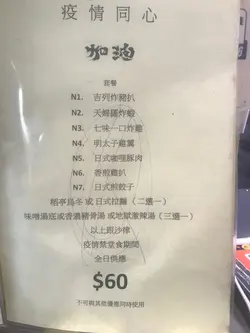 疫情同心
加油
套餐
N1. 吉列炸豬扒
N2. 天婦羅炸蝦
N3. 七味一口炸雞
N4. 明太子雞翼
N5. 日式咖喱豚肉
N6. 香煎雞扒
N7. 日式煎餃子
稻亭烏冬 或 日式拉麵(二選一)
味噌湯底或香濃豬骨湯 或地獄激辣湯(三選一)
以上跟沙律
疫情禁堂食期間
全日供應
$60
不可與其他優惠同時使用